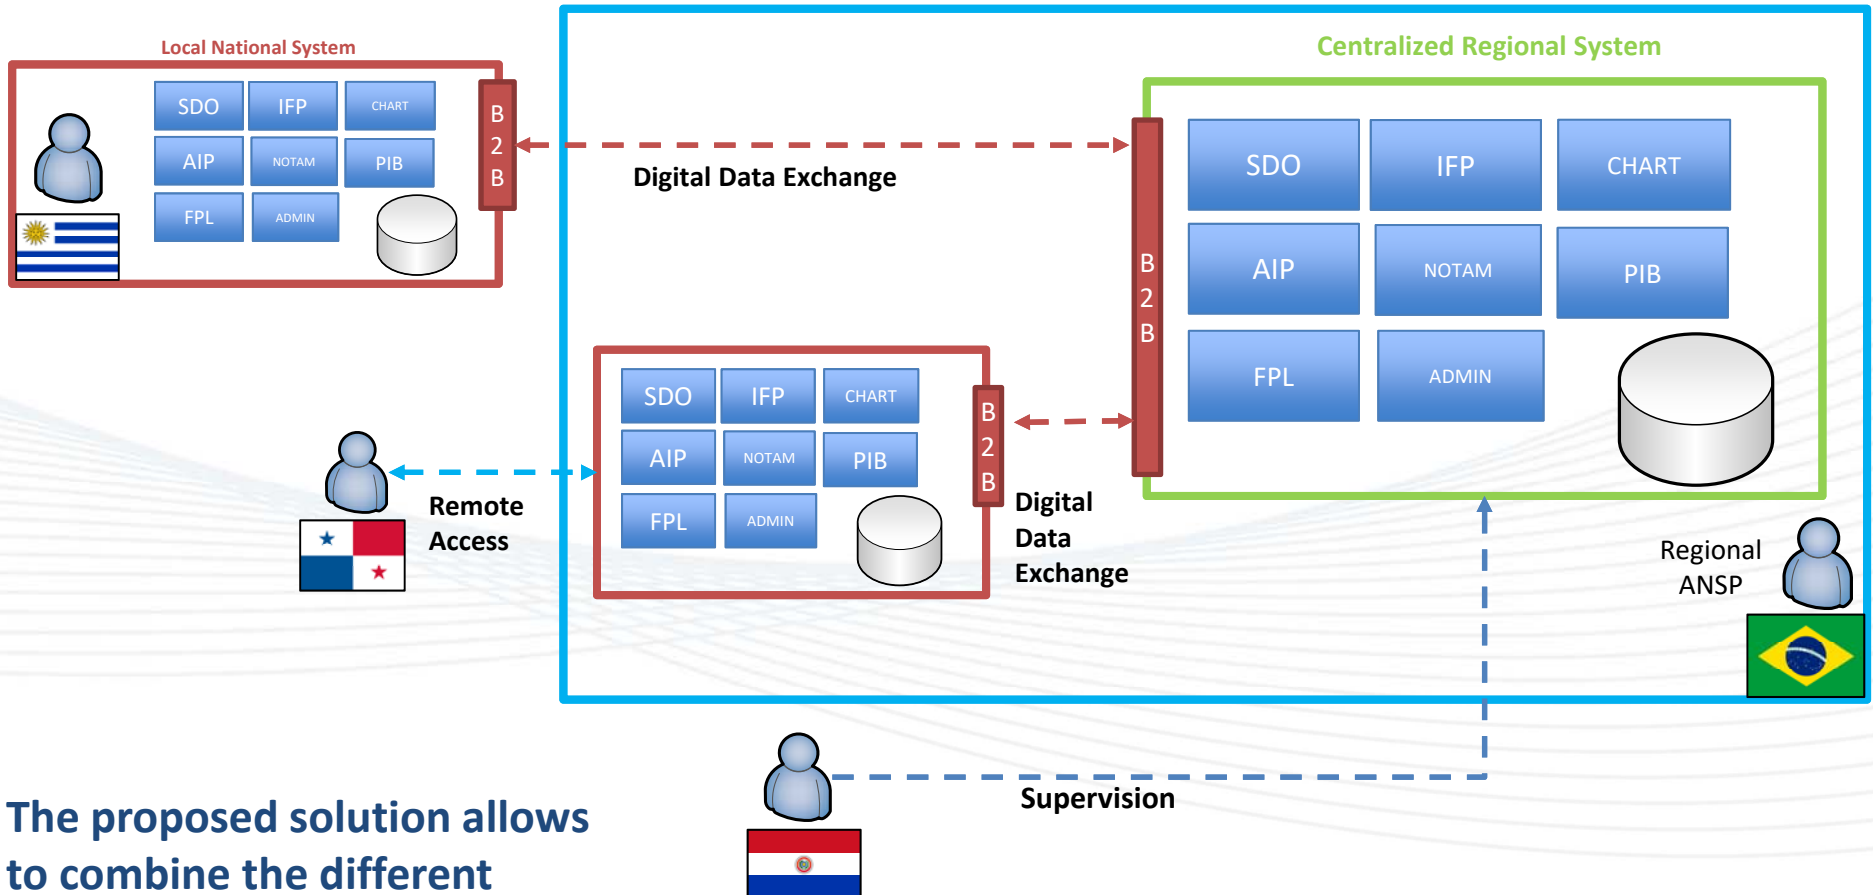 Local National System
SDO
IFP
CHART
AIP
NOTAM
PIB
FPL
ADMIN
B
2
B
Digital Data Exchange
Centralized Regional System
B
2
B
SDO
IFP
CHART
AIP
NOTAM
PIB
FPL
ADMIN
SDO
IFP
CHART
AIP
NOTAM
PIB
FPL
ADMIN
B
2
B
Remote
Access
Digital
Data
Exchange
Regional
ANSP
Supervision
The proposed solution allows
to combine the different